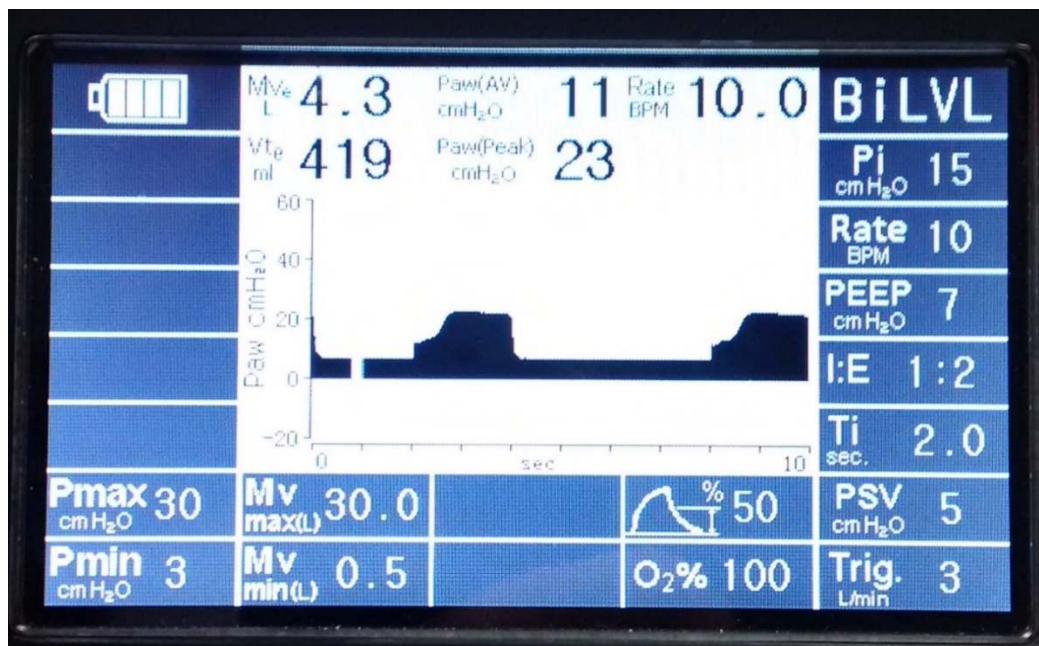 MVe L 4.3 Paw(AV) cmH₂O 11 Rate BPM 10.0 BiLVL
Vte ml 419 Paw(Peak) cmH₂O 23
Pi cmH₂O 15
Rate BPM 10
PEEP cmH₂O 7
I:E 1:2
Ti sec. 2.0
60
40
20
0
-20
Paw cmH₂O
0 sec 10
Pmax cmH₂O 30 Mv max(L) 30.0 % 50 PSV cmH₂O 5
Pmin cmH₂O 3 Mv min(L) 0.5 O₂% 100 Trig. L/min 3